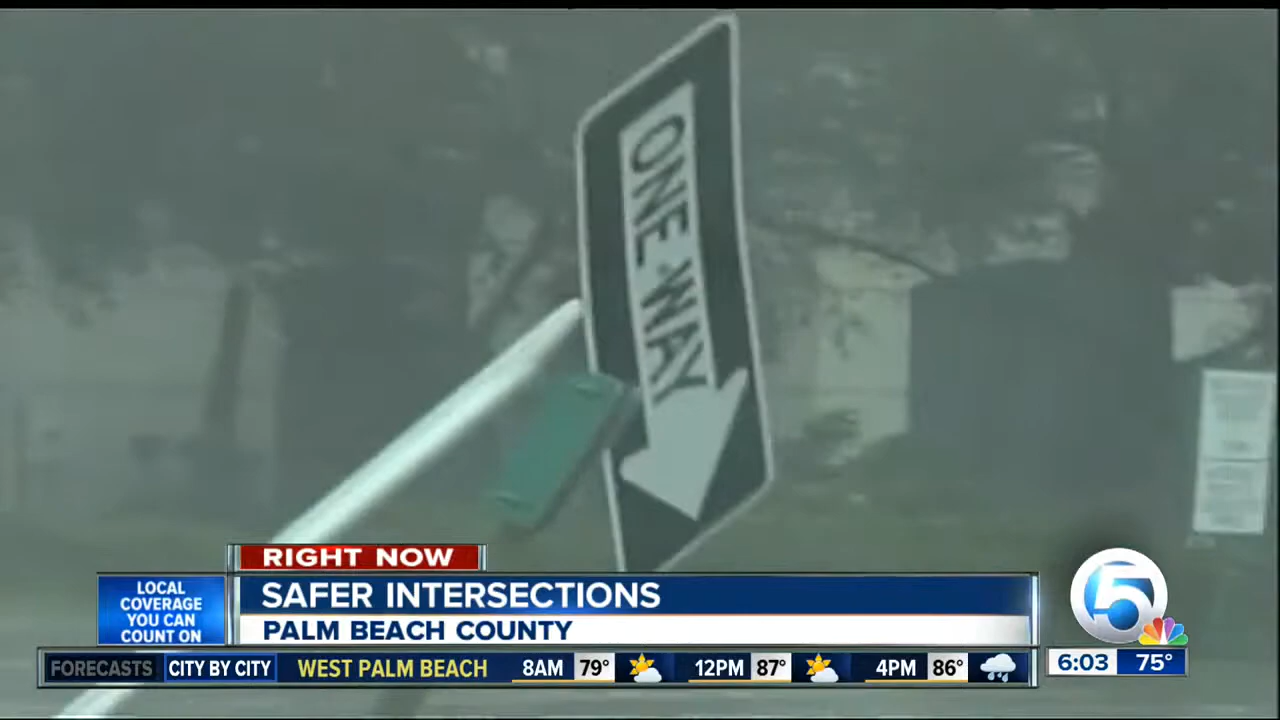 ONE WAY
RIGHT NOW
LOCAL COVERAGE YOU CAN COUNT ON
SAFER INTERSECTIONS
PALM BEACH COUNTY
5
FORECASTS CITY BY CITY WEST PALM BEACH 8AM 79° 12PM 87° 4PM 86°
6:03 75°